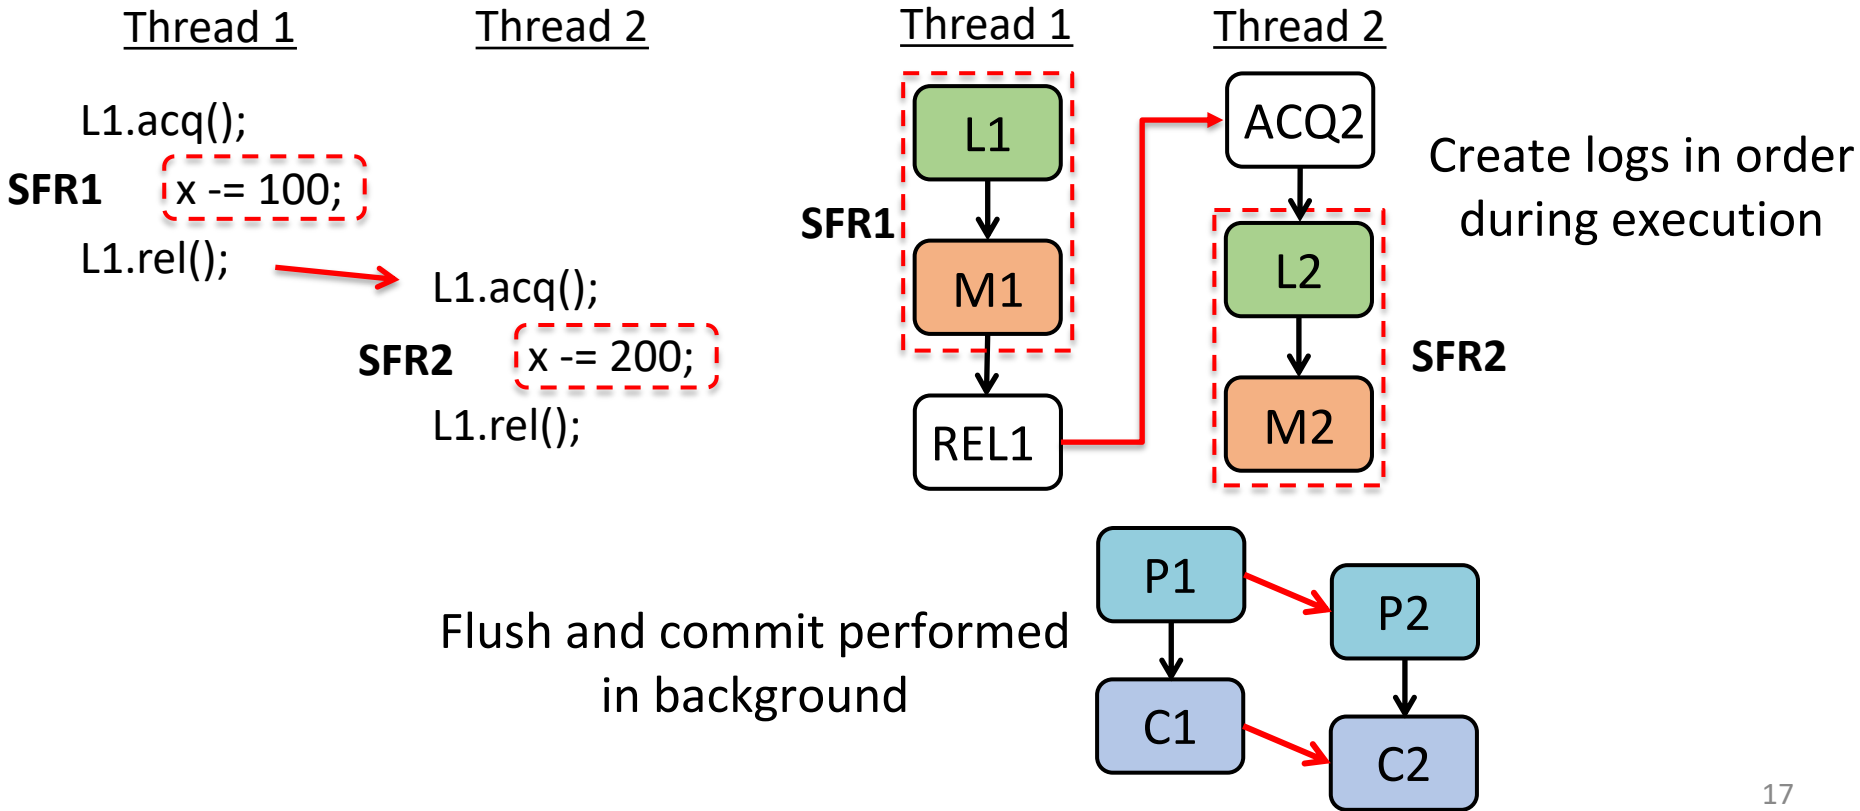 Thread 1
Thread 2
L1.acq();
SFR1
x -= 100;
L1.rel();
L1.acq();
SFR2
x -= 200;
L1.rel();
Thread 1
Thread 2
L1
SFR1
M1
REL1
ACQ2
L2
SFR2
M2
Create logs in order
during execution
Flush and commit performed
in background
P1
P2
C1
C2
17